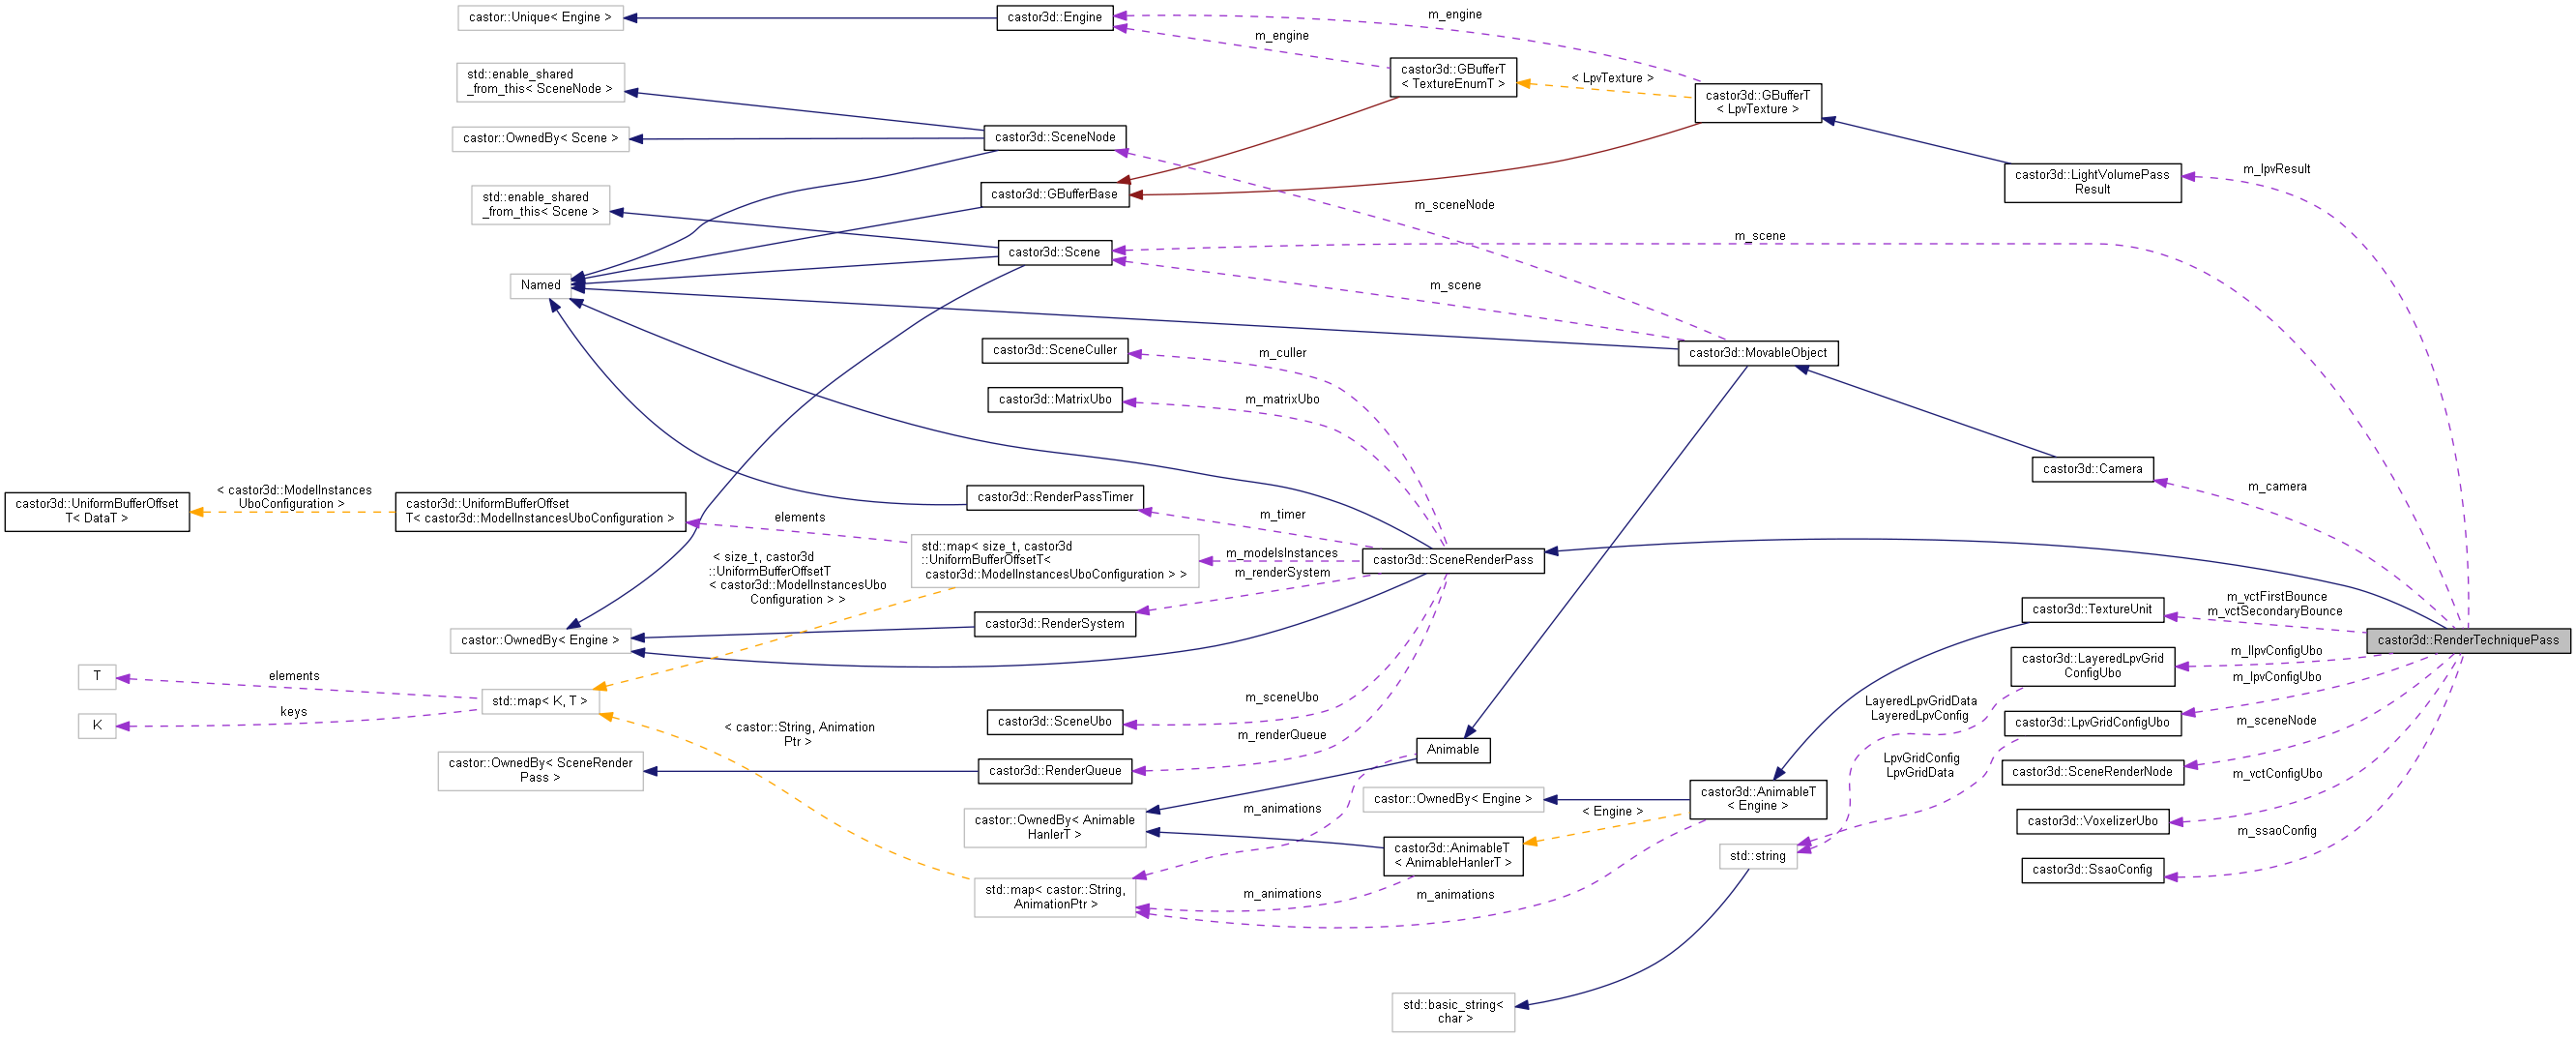 castor::Unique< Engine >
castor3d::Engine
m_engine
m_engine
std::enable_shared
_from_this< SceneNode >
castor3d::GBufferT
< TextureEnumT >
< LpvTexture >
castor3d::GBufferT
< LpvTexture >
castor::OwnedBy< Scene >
castor3d::SceneNode
std::enable_shared
_from_this< Scene >
castor3d::GBufferBase
m_sceneNode
castor3d::LightVolumePass
Result
m_lpvResult
castor3d::Scene
m_scene
m_scene
Named
castor3d::SceneCuller
m_culler
castor3d::MovableObject
castor3d::MatrixUbo
m_matrixUbo
castor3d::Camera
m_camera
castor3d::UniformBufferOffset
T< DataT >
< castor3d::ModelInstances
UboConfiguration >
castor3d::UniformBufferOffset
T< castor3d::ModelInstancesUboConfiguration >
elements
castor3d::RenderPassTimer
m_timer
std::map< size_t, castor3d
::UniformBufferOffsetT<
castor3d::ModelInstancesUboConfiguration > >
m_modelsInstances
m_renderSystem
castor3d::SceneRenderPass
< size_t, castor3d
::UniformBufferOffsetT
< castor3d::ModelInstancesUbo
Configuration > >
castor::OwnedBy< Engine >
castor3d::RenderSystem
castor3d::TextureUnit
m_vctFirstBounce
m_vctSecondaryBounce
castor3d::RenderTechniquePass
T
elements
K
keys
std::map< K, T >
castor3d::LayeredLpvGrid
ConfigUbo
m_llpvConfigUbo
m_lpvConfigUbo
castor3d::SceneUbo
m_sceneUbo
m_renderQueue
LayeredLpvGridData
LayeredLpvConfig
castor3d::LpvGridConfigUbo
m_sceneNode
< castor::String, Animation
Ptr >
castor::OwnedBy< SceneRender
Pass >
castor3d::RenderQueue
Animable
LpvGridConfig
LpvGridData
castor3d::SceneRenderNode
m_vctConfigUbo
castor::OwnedBy< Animable
HanlerT >
m_animations
castor::OwnedBy< Engine >
castor3d::AnimableT
< Engine >
< Engine >
castor3d::VoxelizerUbo
m_ssaoConfig
castor3d::AnimableT
< AnimableHanlerT >
std::string
castor3d::SsaoConfig
std::map< castor::String,
AnimationPtr >
m_animations
m_animations
std::basic_string<
char >